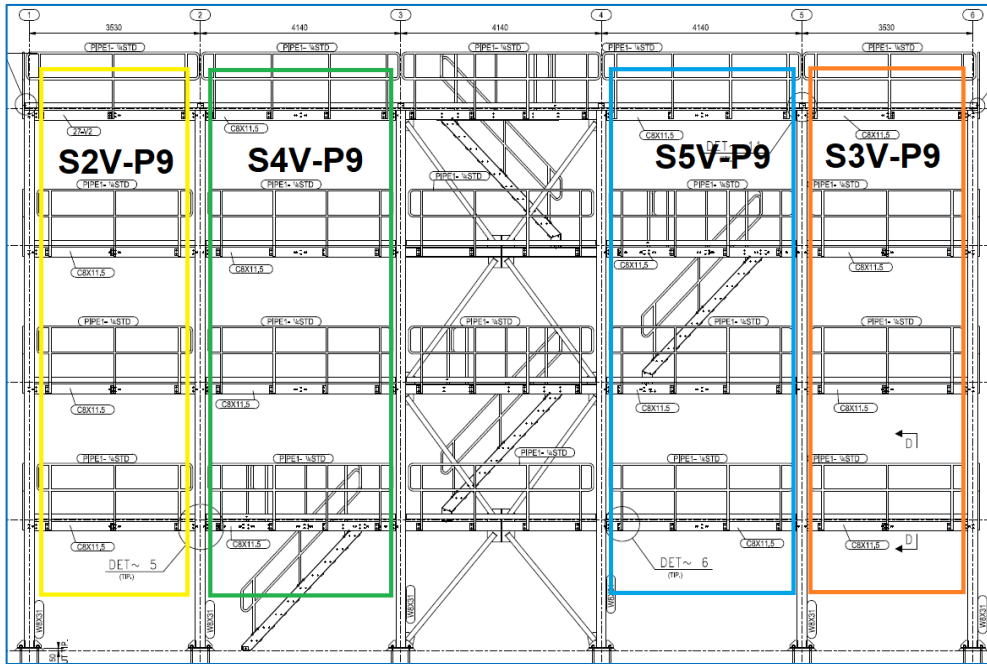 1 2 3 4 5 6
3530 4140 4140 4140 3530
PIPE1- ¼STD PIPE1- ¼STD PIPE1- ¼STD PIPE1- ¼STD PIPE1- ¼STD
27-V2 C8X11,5 C8X11,5 C8X11,5
DET~ 11
S2V-P9 S4V-P9 S5V-P9 S3V-P9
PIPE1- ¼STD PIPE1- ¼STD PIPE1- ¼STD PIPE1- ¼STD PIPE1- ¼STD
C8X11,5 C8X11,5 C8X11,5 C8X11,5
PIPE1- ¼STD PIPE1- ¼STD PIPE1- ¼STD PIPE1- ¼STD PIPE1- ¼STD
C8X11,5 C8X11,5 C8X11,5 C8X11,5
D
PIPE1- ¼STD PIPE1- ¼STD PIPE1- ¼STD PIPE1- ¼STD PIPE1- ¼STD
C8X11,5 C8X11,5 C8X11,5 C8X11,5
D
DET~ 5 DET~ 6
(TIP.) (TIP.)
W8X31 W8X31 W8X31 W8X31
50